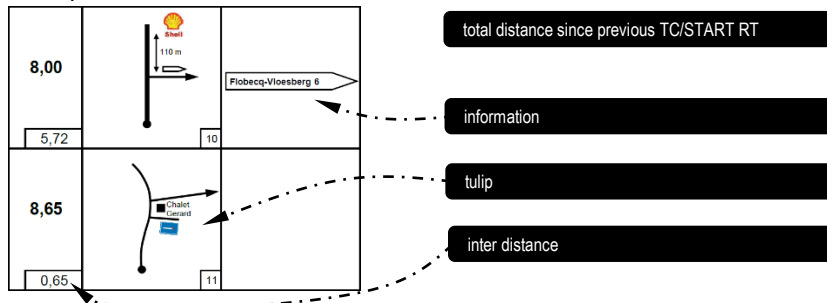 total distance since previous TC/START RT
Shell
110 m
8,00
Flobecq-Vloesberg 6
information
5,72
10
tulip
Chalet
Gerard
8,65
inter distance
0,65
11